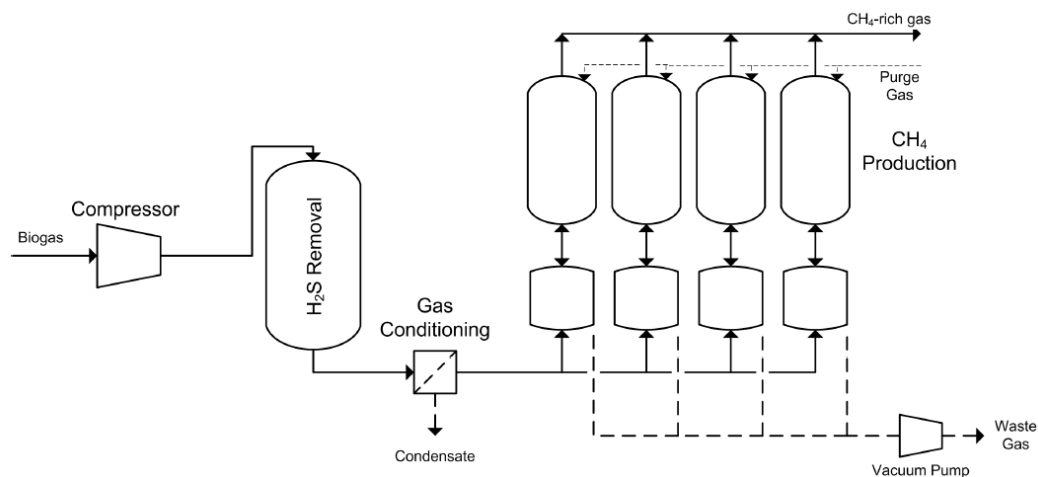 CH₄-rich gas
Purge
Gas
CH₄
Production
Compressor
Biogas
H₂S Removal
Gas
Conditioning
Condensate
Waste
Gas
Vacuum Pump